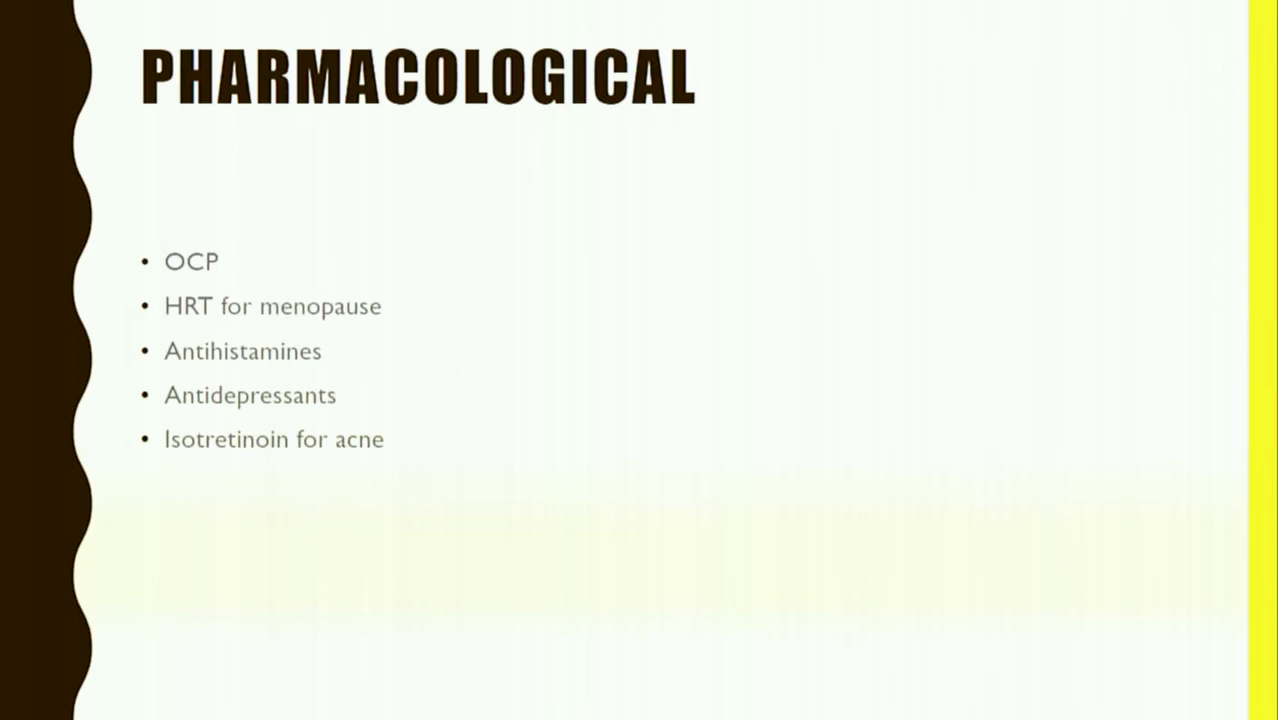 PHARMACOLOGICAL
• OCP
• HRT for menopause
• Antihistamines
• Antidepressants
• Isotretinoin for acne